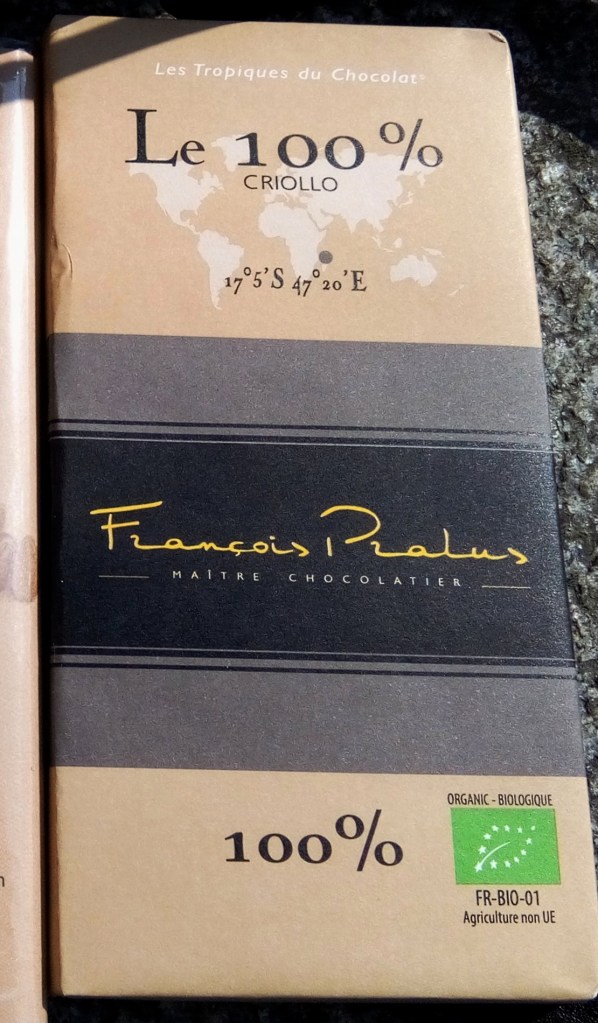 Les Tropiques du Chocolat®
Le 100%
CRIOLLO
17°5'S 47°20'E
François Pralus
MAÎTRE CHOCOLATIER
ORGANIC - BIOLOGIQUE
100%
FR-BIO-01
Agriculture non UE